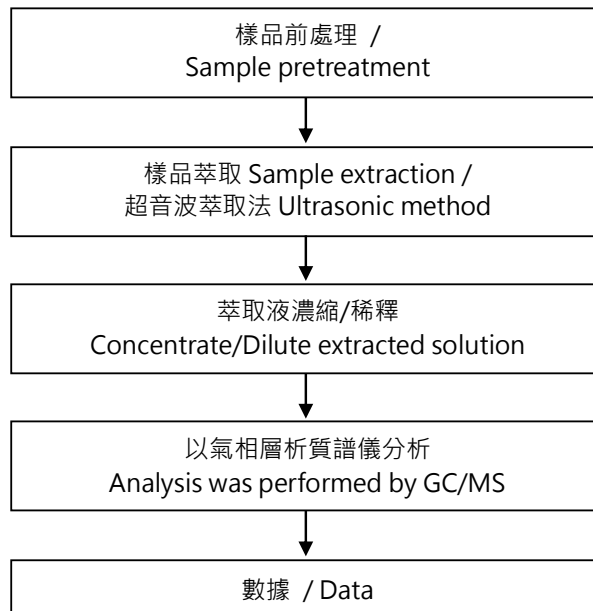 樣品前處理 /
Sample pretreatment
樣品萃取 Sample extraction /
超音波萃取法 Ultrasonic method
萃取液濃縮/稀釋
Concentrate/Dilute extracted solution
以氣相層析質譜儀分析
Analysis was performed by GC/MS
數據 / Data